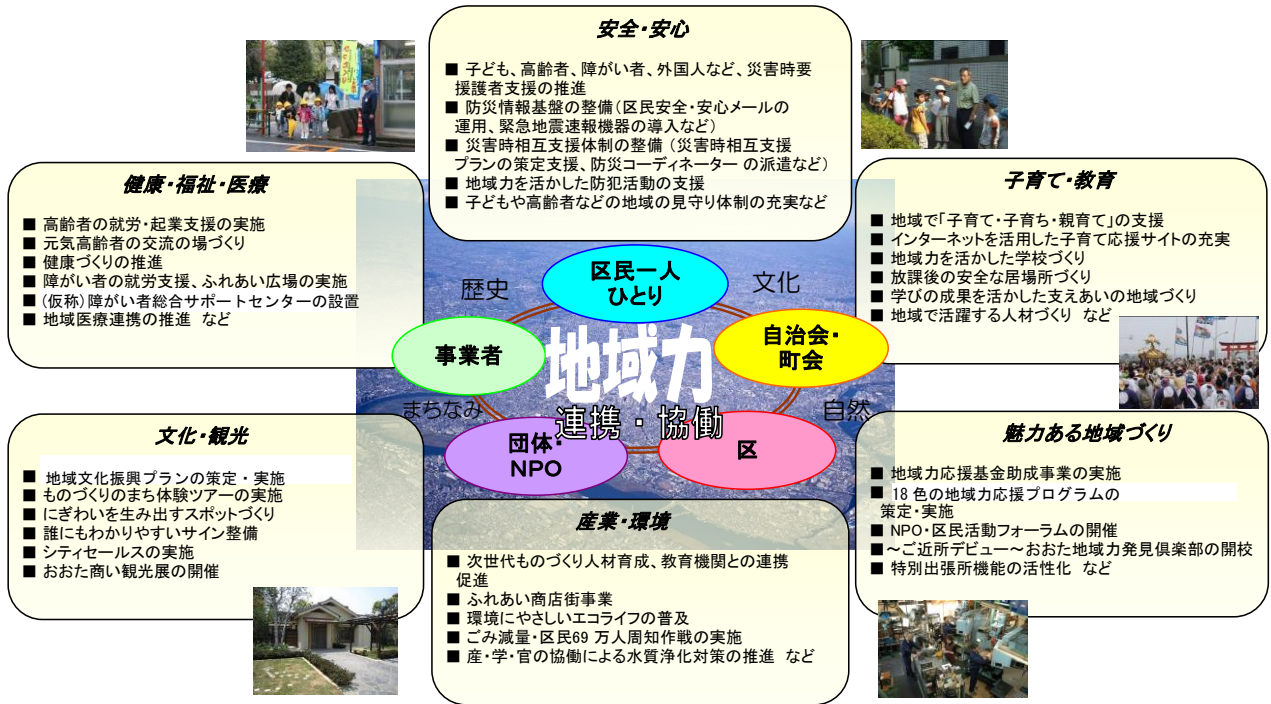 安全・安心
■ 子ども、高齢者、障がい者、外国人など、災害時要
援護者支援の推進
■ 防災情報基盤の整備(区民安全・安心メールの
運用、緊急地震速報機器の導入など)
■ 災害時相互支援体制の整備(災害時相互支援
プランの策定支援、防災コーディネーター の派遣など)
■ 地域力を活かした防犯活動の支援
■ 子どもや高齢者などの地域の見守り体制の充実など
健康・福祉・医療
■ 高齢者の就労・起業支援の実施
■ 元気高齢者の交流の場づくり
■ 健康づくりの推進
■ 障がい者の就労支援、ふれあい広場の実施
■ (仮称)障がい者総合サポートセンターの設置
■ 地域医療連携の推進 など
子育て・教育
■ 地域で「子育て・子育ち・親育て」の支援
■ インターネットを活用した子育て応援サイトの充実
■ 地域力を活かした学校づくり
■ 放課後の安全な居場所づくり
■ 学びの成果を活かした支えあいの地域づくり
■ 地域で活躍する人材づくり など
歴史
区民一人
ひとり
文化
事業者
地域力
自治会・
町会
まちなみ
連携・協働
自然
団体・
NPO
区
文化・観光
■ 地域文化振興プランの策定・実施
■ ものづくりのまち体験ツアーの実施
■ にぎわいを生み出すスポットづくり
■ 誰にもわかりやすいサイン整備
■ シティセールスの実施
■ おおた商い観光展の開催
産業・環境
■ 次世代ものづくり人材育成、教育機関との連携
促進
■ ふれあい商店街事業
■ 環境にやさしいエコライフの普及
■ ごみ減量・区民69 万人周知作戦の実施
■ 産・学・官の協働による水質浄化対策の推進 など
魅力ある地域づくり
■ 地域力応援基金助成事業の実施
■ 18 色の地域力応援プログラムの
策定・実施
■ NPO・区民活動フォーラムの開催
■ ～ご近所デビュー～おおた地域力発見倶楽部の開校
■ 特別出張所機能の活性化 など